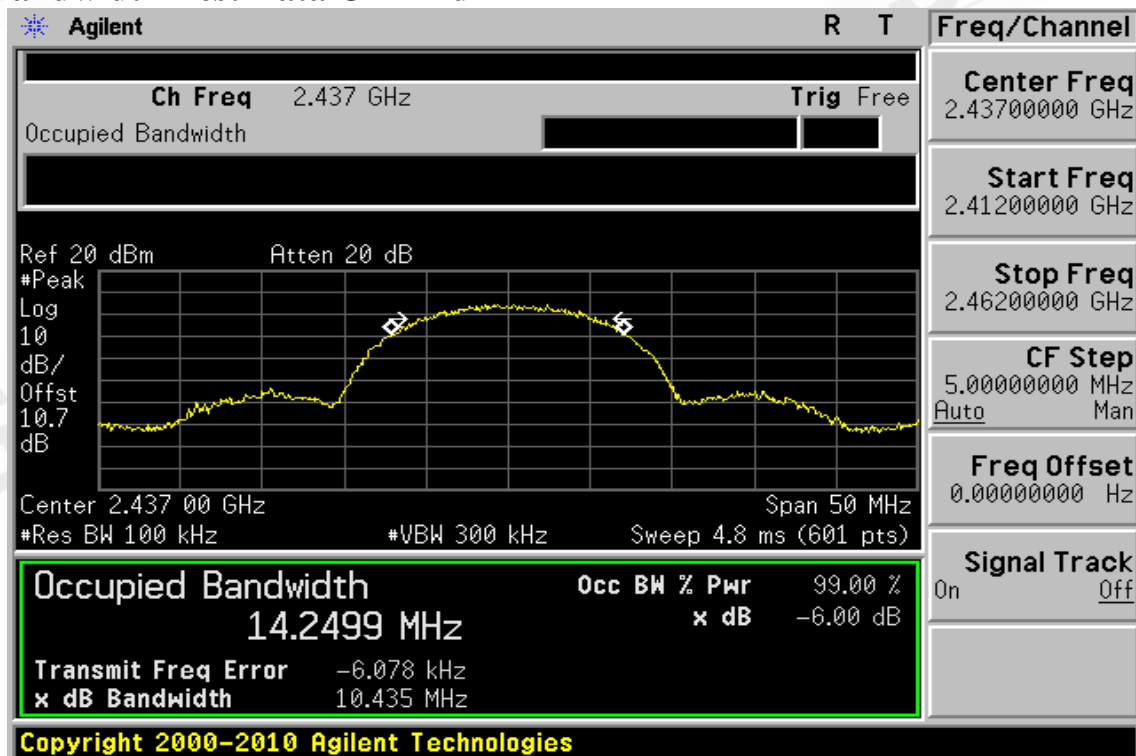 Agilent R T
Ch Freq 2.437 GHz Trig Free
Occupied Bandwidth
Ref 20 dBm Atten 20 dB
#Peak
Log
10
dB/
Offst
10.7
dB
Center 2.437 00 GHz Span 50 MHz
#Res BW 100 kHz #VBW 300 kHz Sweep 4.8 ms (601 pts)
Occupied Bandwidth
14.2499 MHz
Occ BW % Pwr 99.00 %
x dB -6.00 dB
Transmit Freq Error -6.078 kHz
x dB Bandwidth 10.435 MHz
Copyright 2000-2010 Agilent Technologies
Freq/Channel
Center Freq
2.43700000 GHz
Start Freq
2.41200000 GHz
Stop Freq
2.46200000 GHz
CF Step
5.00000000 MHz
Auto Man
Freq Offset
0.00000000 Hz
Signal Track
On Off